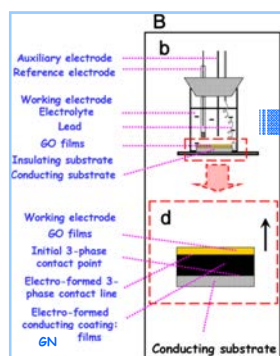 B
b
Auxiliary electrode
Reference electrode
Working electrode
Electrolyte
Lead
GO films
Insulating substrate
Conducting substrate
d
Working electrode
GO films
Initial 3-phase
contact point
Electro-formed 3-
phase contact line
Electro-formed
conducting coating:
GN films
Conducting substrate